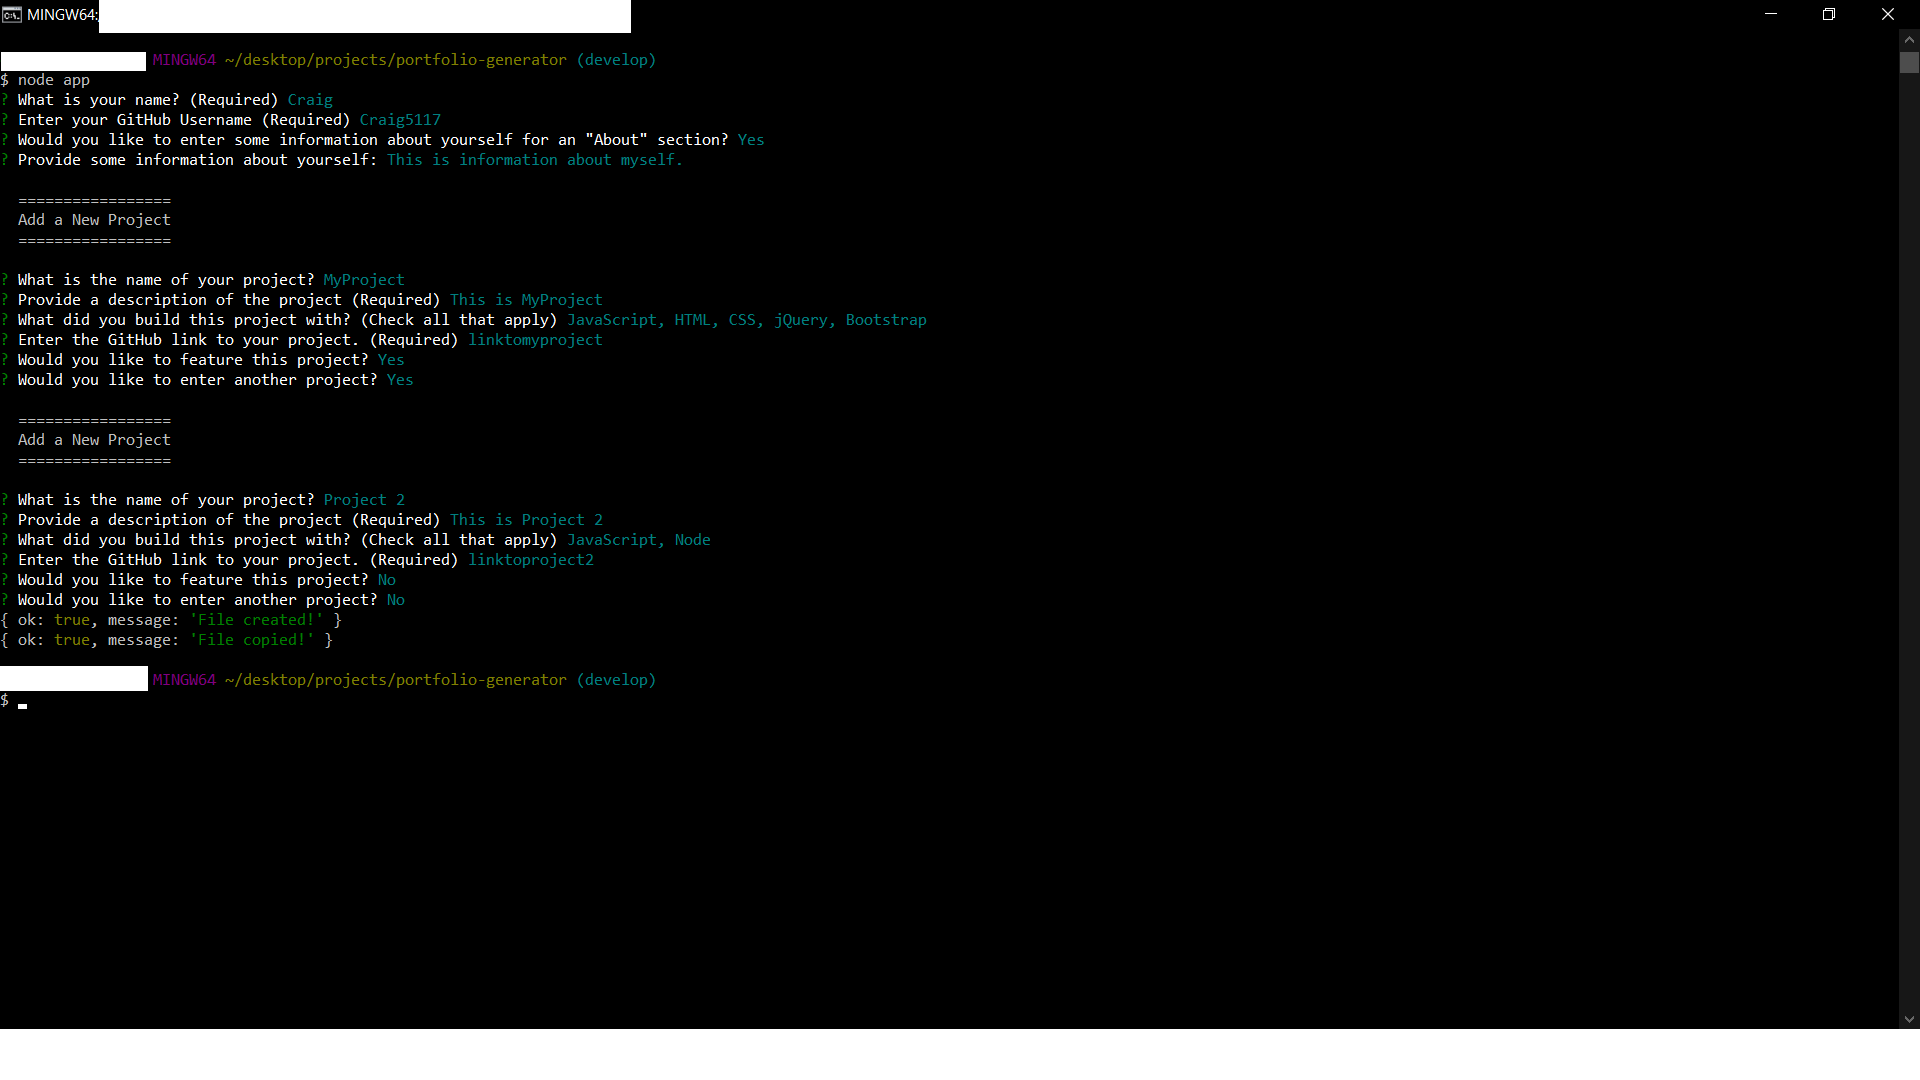 MINGW64:
MINGW64 ~/desktop/projects/portfolio-generator (develop)
$ node app
? What is your name? (Required) Craig
? Enter your GitHub Username (Required) Craig5117
? Would you like to enter some information about yourself for an "About" section? Yes
? Provide some information about yourself: This is information about myself.
=================
Add a New Project
=================
? What is the name of your project? MyProject
? Provide a description of the project (Required) This is MyProject
? What did you build this project with? (Check all that apply) JavaScript, HTML, CSS, jQuery, Bootstrap
? Enter the GitHub link to your project. (Required) linktomyproject
? Would you like to feature this project? Yes
? Would you like to enter another project? Yes
=================
Add a New Project
=================
? What is the name of your project? Project 2
? Provide a description of the project (Required) This is Project 2
? What did you build this project with? (Check all that apply) JavaScript, Node
? Enter the GitHub link to your project. (Required) linktoproject2
? Would you like to feature this project? No
? Would you like to enter another project? No
{ ok: true, message: 'File created!' }
{ ok: true, message: 'File copied!' }
MINGW64 ~/desktop/projects/portfolio-generator (develop)
$